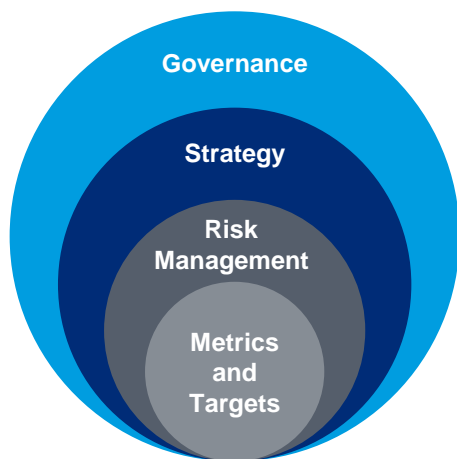 Governance
Strategy
Risk
Management
Metrics
and
Targets